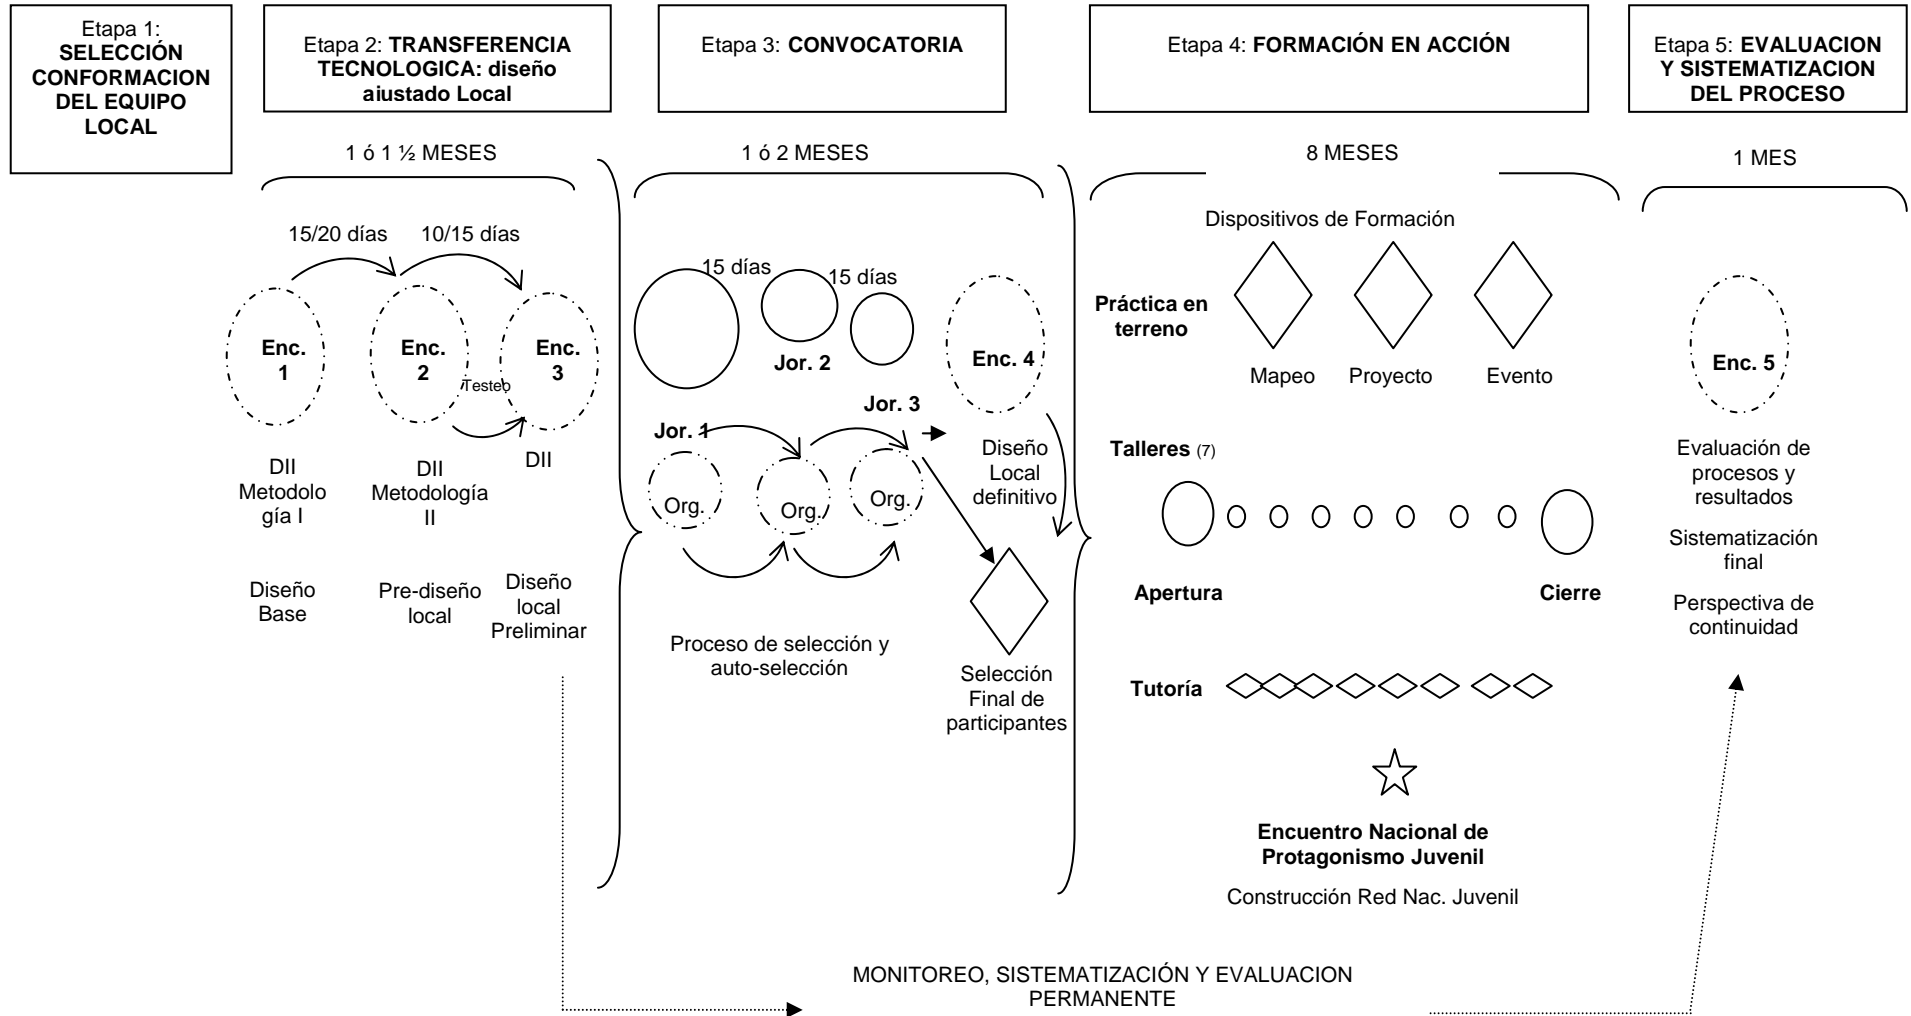 Etapa 1:
SELECCIÓN
CONFORMACION
DEL EQUIPO
LOCAL
Etapa 2: TRANSFERENCIA
TECNOLOGICA: diseño
aiustado Local
Etapa 3: CONVOCATORIA
Etapa 4: FORMACIÓN EN ACCIÓN
Etapa 5: EVALUACION
Y SISTEMATIZACION
DEL PROCESO
1 ó 1 ½ MESES
1 ó 2 MESES
8 MESES
1 MES
15/20 días
10/15 días
Enc.
1
Enc.
2
Testeo
Enc.
3
DII
Metodolo
gía I
DII
Metodología
II
DII
Diseño
Base
Pre-diseño
local
Diseño
local
Preliminar
15 días
15 días
Jor. 1
Jor. 2
Jor. 3
Org.
Org.
Org.
Proceso de selección y
auto-selección
Enc. 4
Diseño
Local
definitivo
Selección
Final de
participantes
Dispositivos de Formación
Práctica en
terreno
Mapeo
Proyecto
Evento
Talleres (7)
Apertura
Cierre
Tutoría
Encuentro Nacional de
Protagonismo Juvenil
Construcción Red Nac. Juvenil
Enc. 5
Evaluación de
procesos y
resultados
Sistematización
final
Perspectiva de
continuidad
MONITOREO, SISTEMATIZACIÓN Y EVALUACION
PERMANENTE